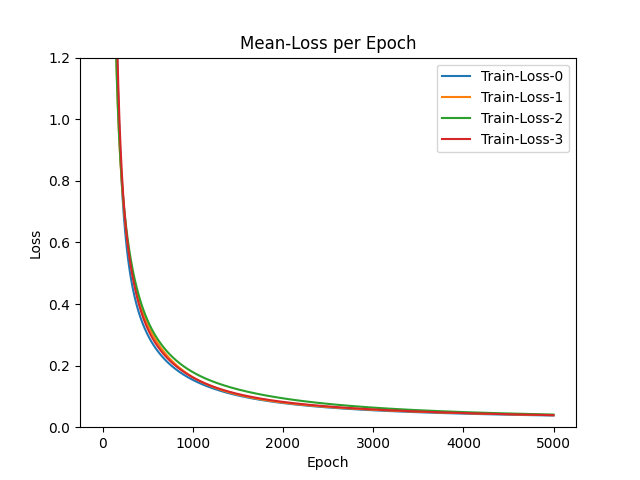 Mean-Loss per Epoch
1.2
1.0
0.8
0.6
0.4
0.2
0.0
Loss
Train-Loss-0
Train-Loss-1
Train-Loss-2
Train-Loss-3
0 1000 2000 3000 4000 5000
Epoch